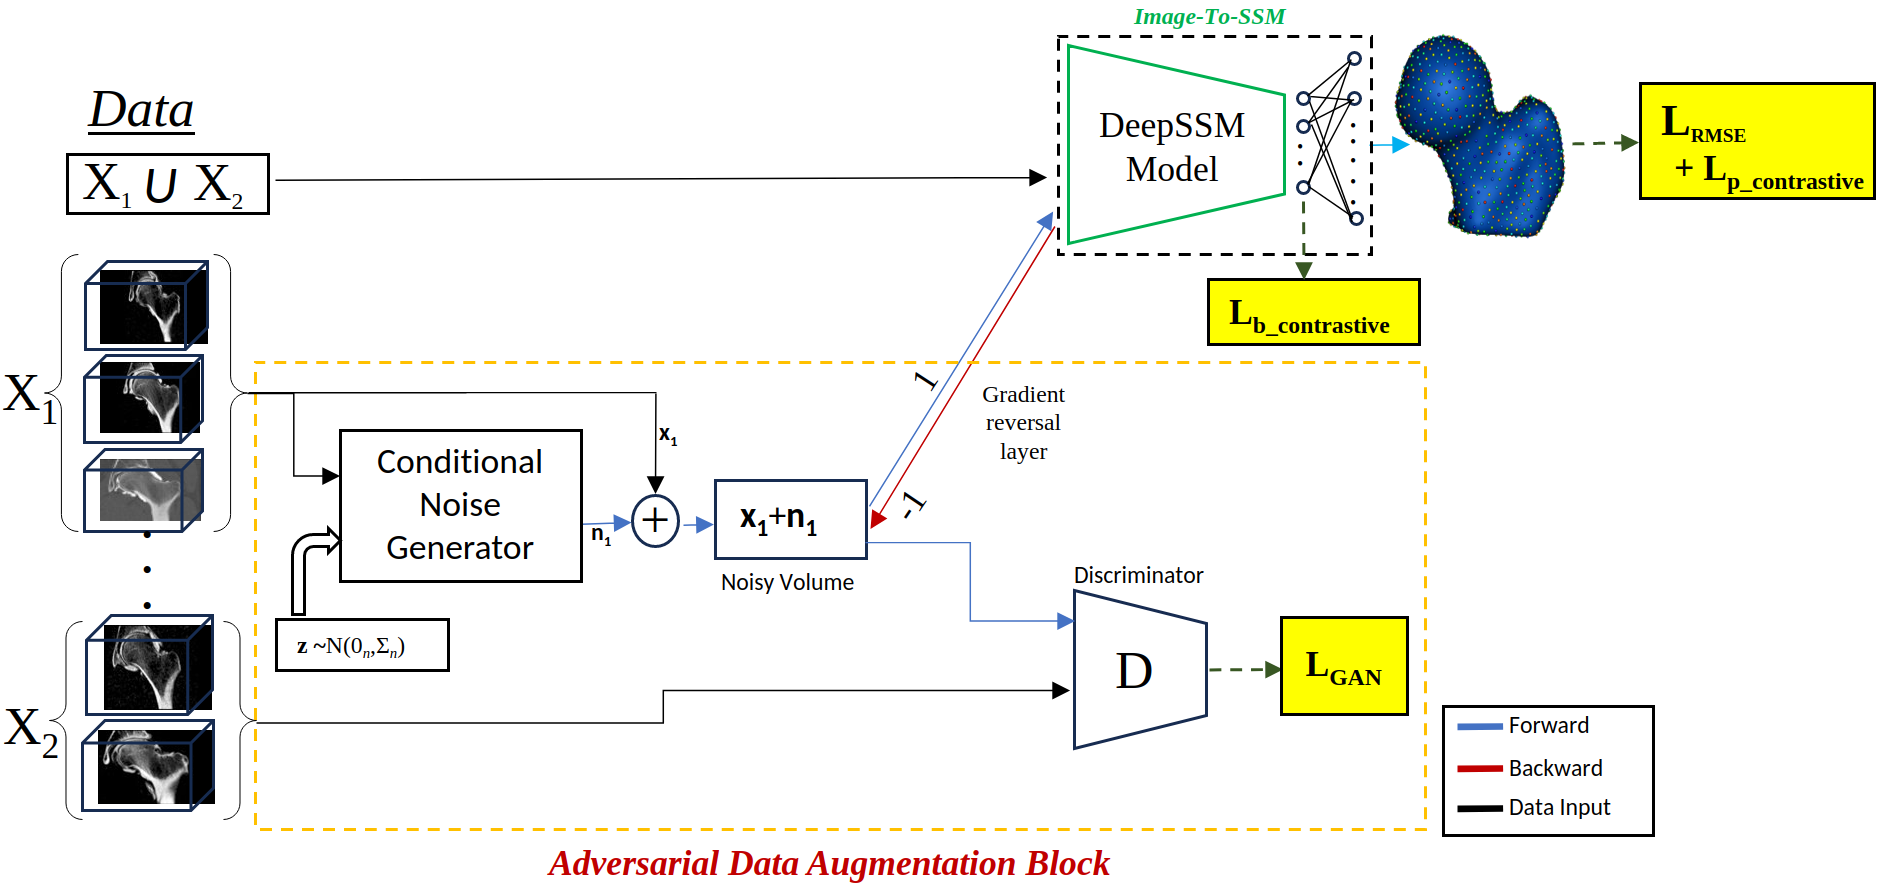 Image-To-SSM
Data
X1 ∪ X2
DeepSSM
Model
LRMSE
+ Lp_contrastive
Lb_contrastive
X1
1
Gradient
reversal
layer
-1
x1
Conditional
Noise
Generator
n1
+
x1+n1
Noisy Volume
z ~N(0n,Σn)
Discriminator
D
LGAN
X2
Forward
Backward
Data Input
Adversarial Data Augmentation Block